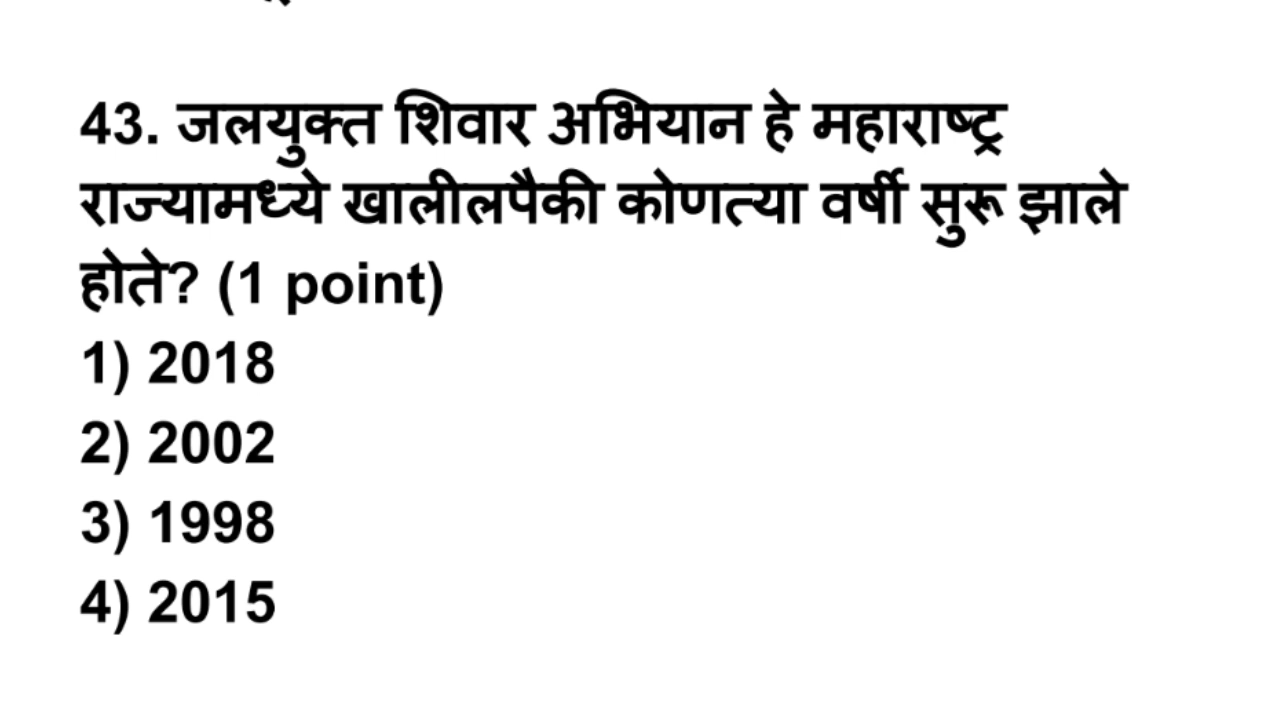 43. जलयुक्त शिवार अभियान हे महाराष्ट्र
राज्यामध्ये खालीलपैकी कोणत्या वर्षी सुरू झाले
होते? (1 point)
1) 2018
2) 2002
3) 1998
4) 2015